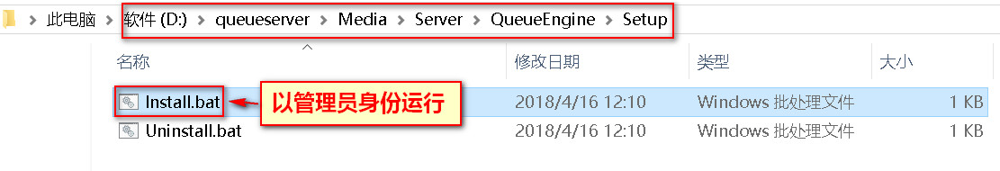 此电脑 > 软件 (D:) > queueserver > Media > Server > QueueEngine > Setup
名称 修改日期 类型 大小
Install.bat 以管理员身份运行 2018/4/16 12:10 Windows 批处理文件 1 KB
Uninstall.bat 2018/4/16 12:10 Windows 批处理文件 1 KB